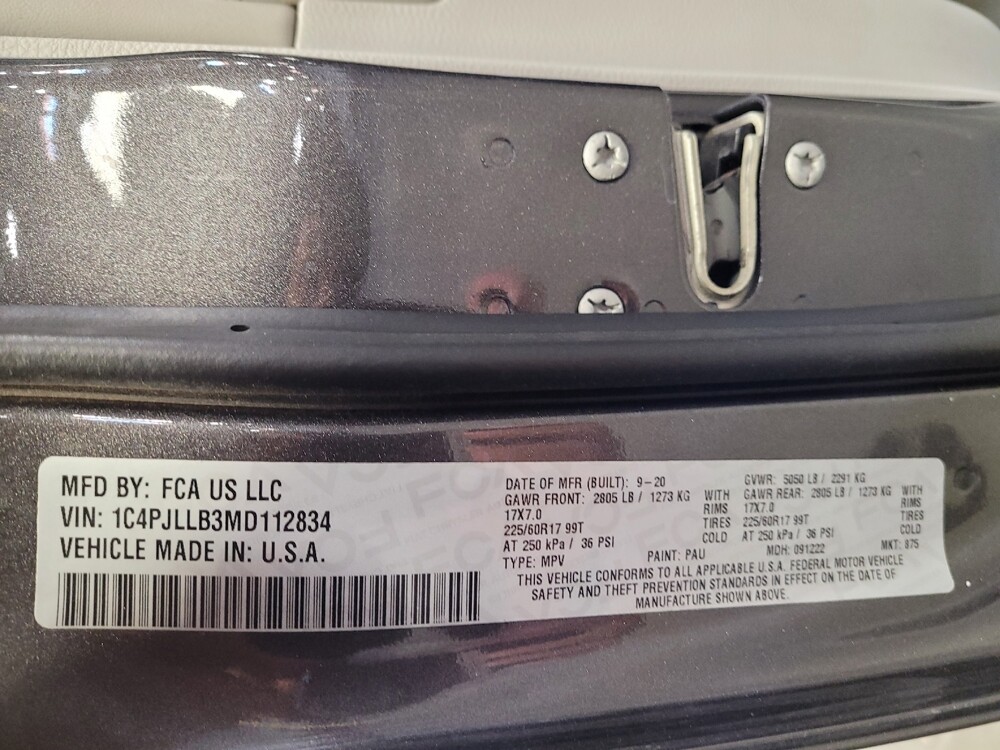 MFD BY: FCA US LLC
VIN: 1C4PJLLB3MD112834
VEHICLE MADE IN: U.S.A.
DATE OF MFR (BUILT): 9-20 GVWR: 5050 LB / 2291 KG
GAWR FRONT: 2805 LB / 1273 KG WITH GAWR REAR: 2805 LB / 1273 KG WITH
17X7.0 RIMS 17X7.0 RIMS
225/60R17 99T TIRES 225/60R17 99T TIRES
AT 250 kPa / 36 PSI COLD AT 250 kPa / 36 PSI COLD
TYPE: MPV PAINT: PAU MDH: 091222 MKT: 875
THIS VEHICLE CONFORMS TO ALL APPLICABLE U.S.A. FEDERAL MOTOR VEHICLE
SAFETY AND THEFT PREVENTION STANDARDS IN EFFECT ON THE DATE OF
MANUFACTURE SHOWN ABOVE.